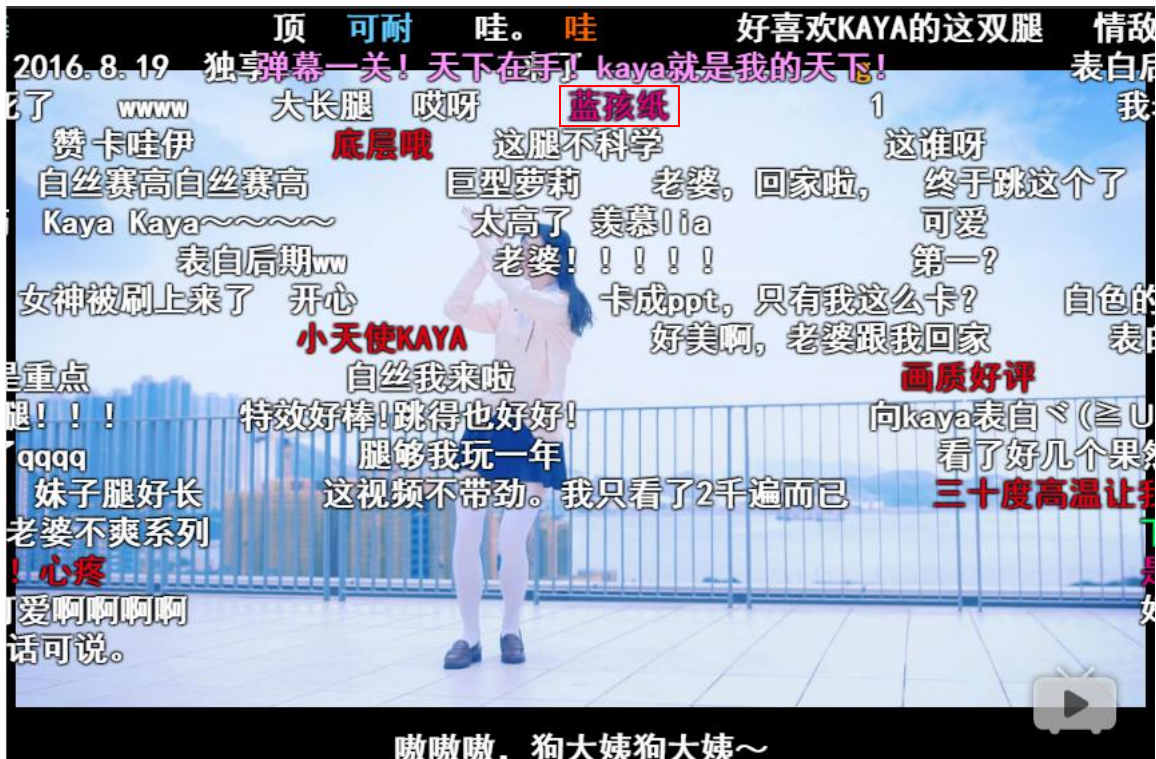 顶 可耐 哇。 哇 好喜欢KAYA的这双腿 情敌
2016.8.19 独享 弹幕一关！天下在手！kaya就是我的天下！ 表白后
死了 wwww 大长腿 哎呀 蓝孩纸 1 我
赞 卡哇伊 底层哦 这腿不科学 这谁呀
白丝赛高白丝赛高 巨型萝莉 老婆，回家啦， 终于跳这个了
Kaya Kaya～～～～ 太高了 羡慕lia 可爱
表白后期ww 老婆！！！！！ 第一？
女神被刷上来了 开心 卡成ppt，只有我这么卡？ 白色的
小天使KAYA 好美啊，老婆跟我回家 表白
是重点 白丝我来啦 画质好评
腿！！！ 特效好棒!跳得也好好! 向kaya表白ヾ(≧U
qqqq 腿够我玩一年 看了好几个果然
妹子腿好长 这视频不带劲。我只看了2千遍而已 三十度高温让我
老婆不爽系列
！心疼 是
可爱啊啊啊啊
话可说。
嗷嗷嗷，狗大姨狗大姨～